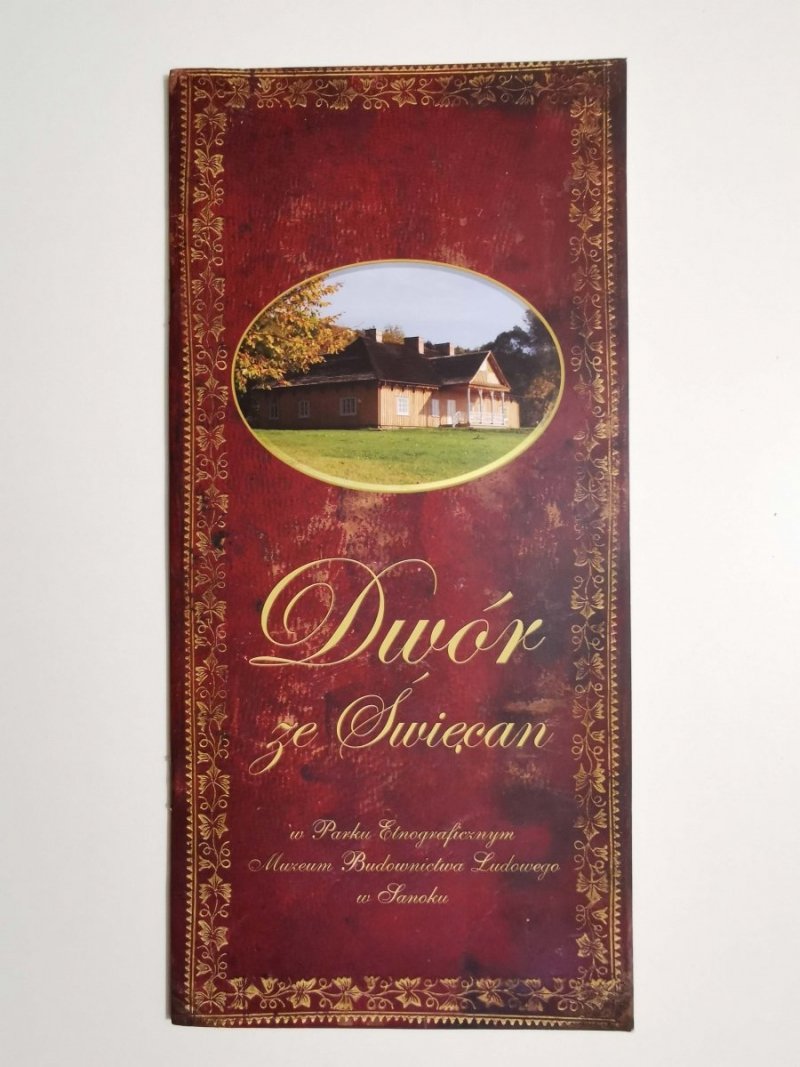 Dwór
ze Święcan
w Parku Etnograficznym
Muzeum Budownictwa Ludowego
w Sanoku